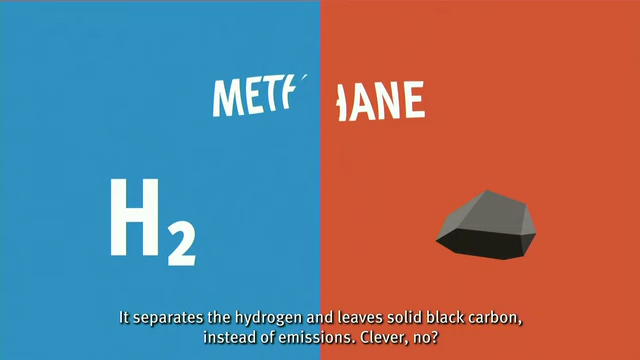 METHANE
H₂
It separates the hydrogen and leaves solid black carbon,
instead of emissions. Clever, no?